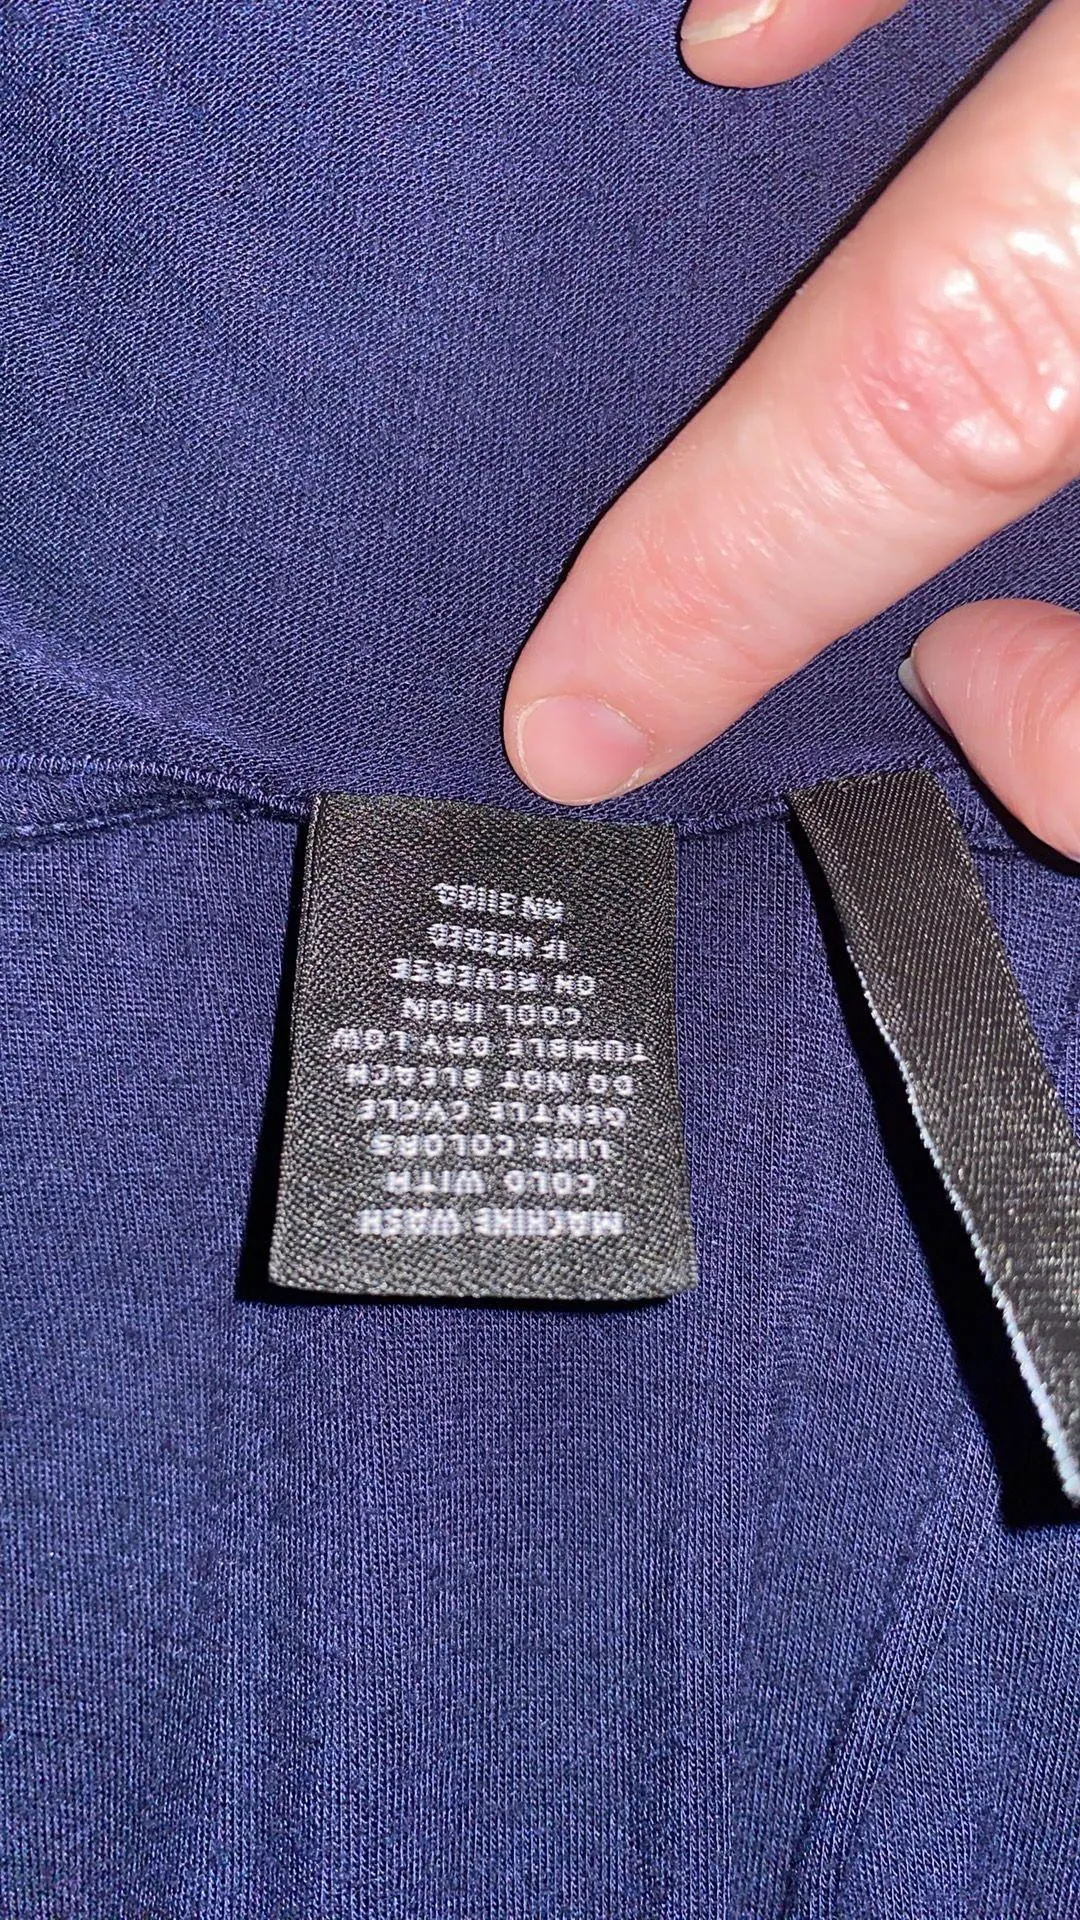 MACHINE WASH
COLD WITH
LIKE COLORS
GENTLE CYCLE
DO NOT BLEACH
TUMBLE DRY LOW
COOL IRON
ON REVERSE
IF NEEDED
RN